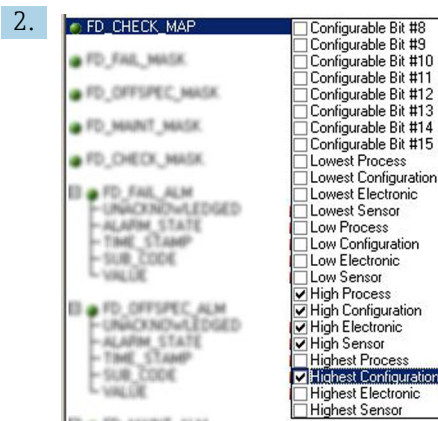 2.
FD_CHECK_MAP
FD_FAIL_MASK
FD_OFFSPEC_MASK
FD_MAINT_MASK
FD_CHECK_MASK
FD_FAIL_ALM
UNACKNOWLEDGED
ALARM_STATE
TIME_STAMP
SUB_CODE
VALUE
FD_OFFSPEC_ALM
UNACKNOWLEDGED
ALARM_STATE
TIME_STAMP
SUB_CODE
VALUE
Configurable Bit #8
Configurable Bit #9
Configurable Bit #10
Configurable Bit #11
Configurable Bit #12
Configurable Bit #13
Configurable Bit #14
Configurable Bit #15
Lowest Process
Lowest Configuration
Lowest Electronic
Lowest Sensor
Low Process
Low Configuration
Low Electronic
Low Sensor
High Process
High Configuration
High Electronic
High Sensor
Highest Process
Highest Configuration
Highest Electronic
Highest Sensor